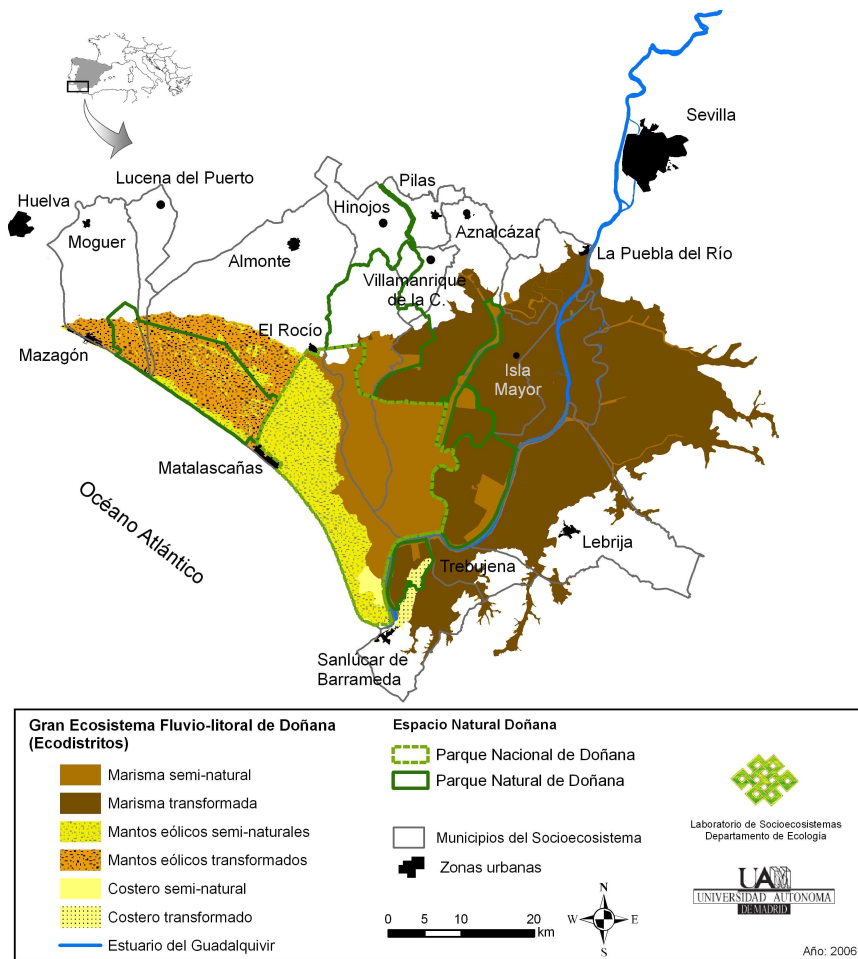 Sevilla
Lucena del Puerto
Pilas
Huelva
Hinojos
Moguer
Aznalcázar
Almonte
La Puebla del Río
Villamanrique
de la C.
El Rocío
Mazagón
Isla
Mayor
Matalascañas
Océano Atlántico
Lebrija
Trebujena
Sanlúcar de
Barrameda
Gran Ecosistema Fluvio-litoral de Doñana
(Ecodistritos)
Marisma semi-natural
Marisma transformada
Mantos eólicos semi-naturales
Mantos eólicos transformados
Costero semi-natural
Costero transformado
Estuario del Guadalquivir
Espacio Natural Doñana
Parque Nacional de Doñana
Parque Natural de Doñana
Municipios del Socioecosistema
Zonas urbanas
0 5 10 20
km
N
W E
S
Laboratorio de Socioecosistemas
Departamento de Ecología
UAM
UNIVERSIDAD AUTONOMA
DE MADRID
Año: 2006